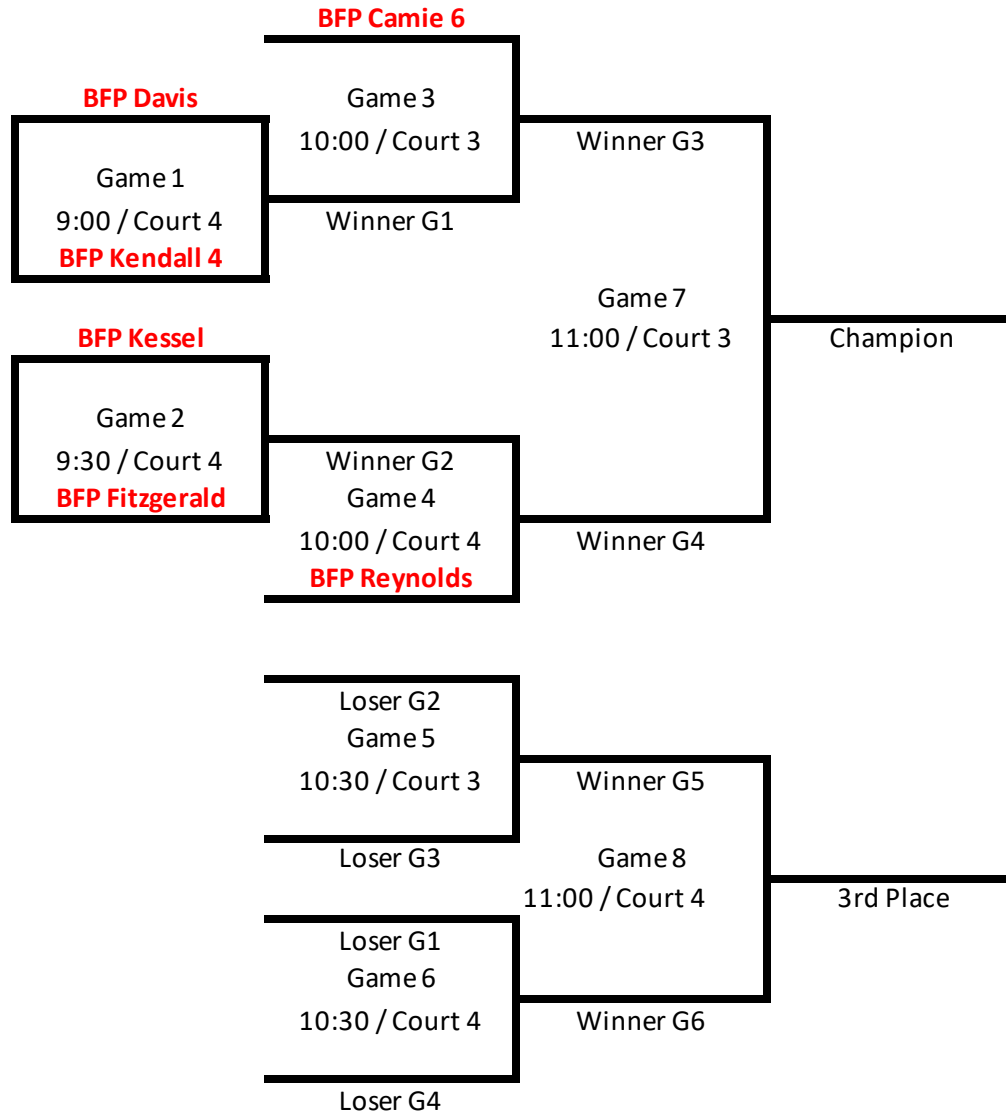 BFP Camie 6
BFP Davis
Game 3
10:00 / Court 3
Winner G3
Game 1
9:00 / Court 4
Winner G1
BFP Kendall 4
Game 7
11:00 / Court 3
Champion
BFP Kessel
Game 2
9:30 / Court 4
Winner G2
BFP Fitzgerald
Game 4
10:00 / Court 4
Winner G4
BFP Reynolds
Loser G2
Game 5
10:30 / Court 3
Winner G5
Loser G3
Game 8
11:00 / Court 4
3rd Place
Loser G1
Game 6
10:30 / Court 4
Winner G6
Loser G4